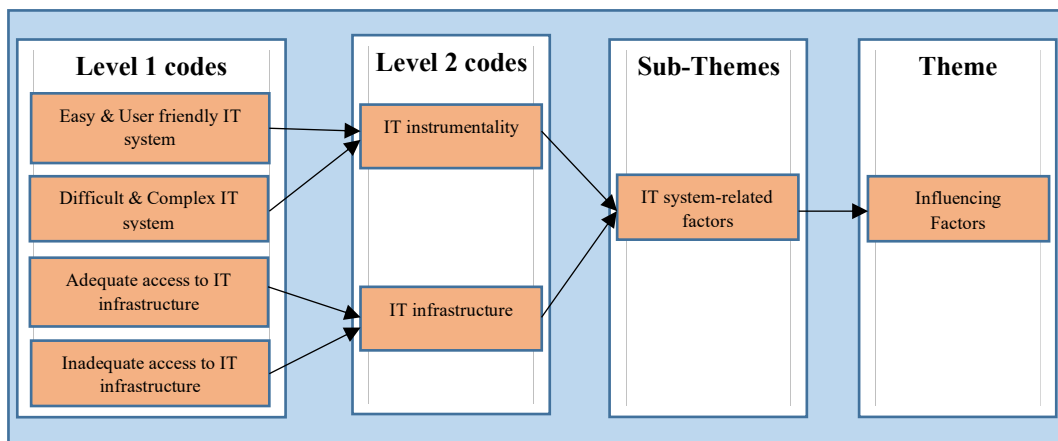 Level 1 codes
Easy & User friendly IT
system
Difficult & Complex IT
system
Adequate access to IT
infrastructure
Inadequate access to IT
infrastructure
Level 2 codes
IT instrumentality
IT infrastructure
Sub-Themes
IT system-related
factors
Theme
Influencing
Factors